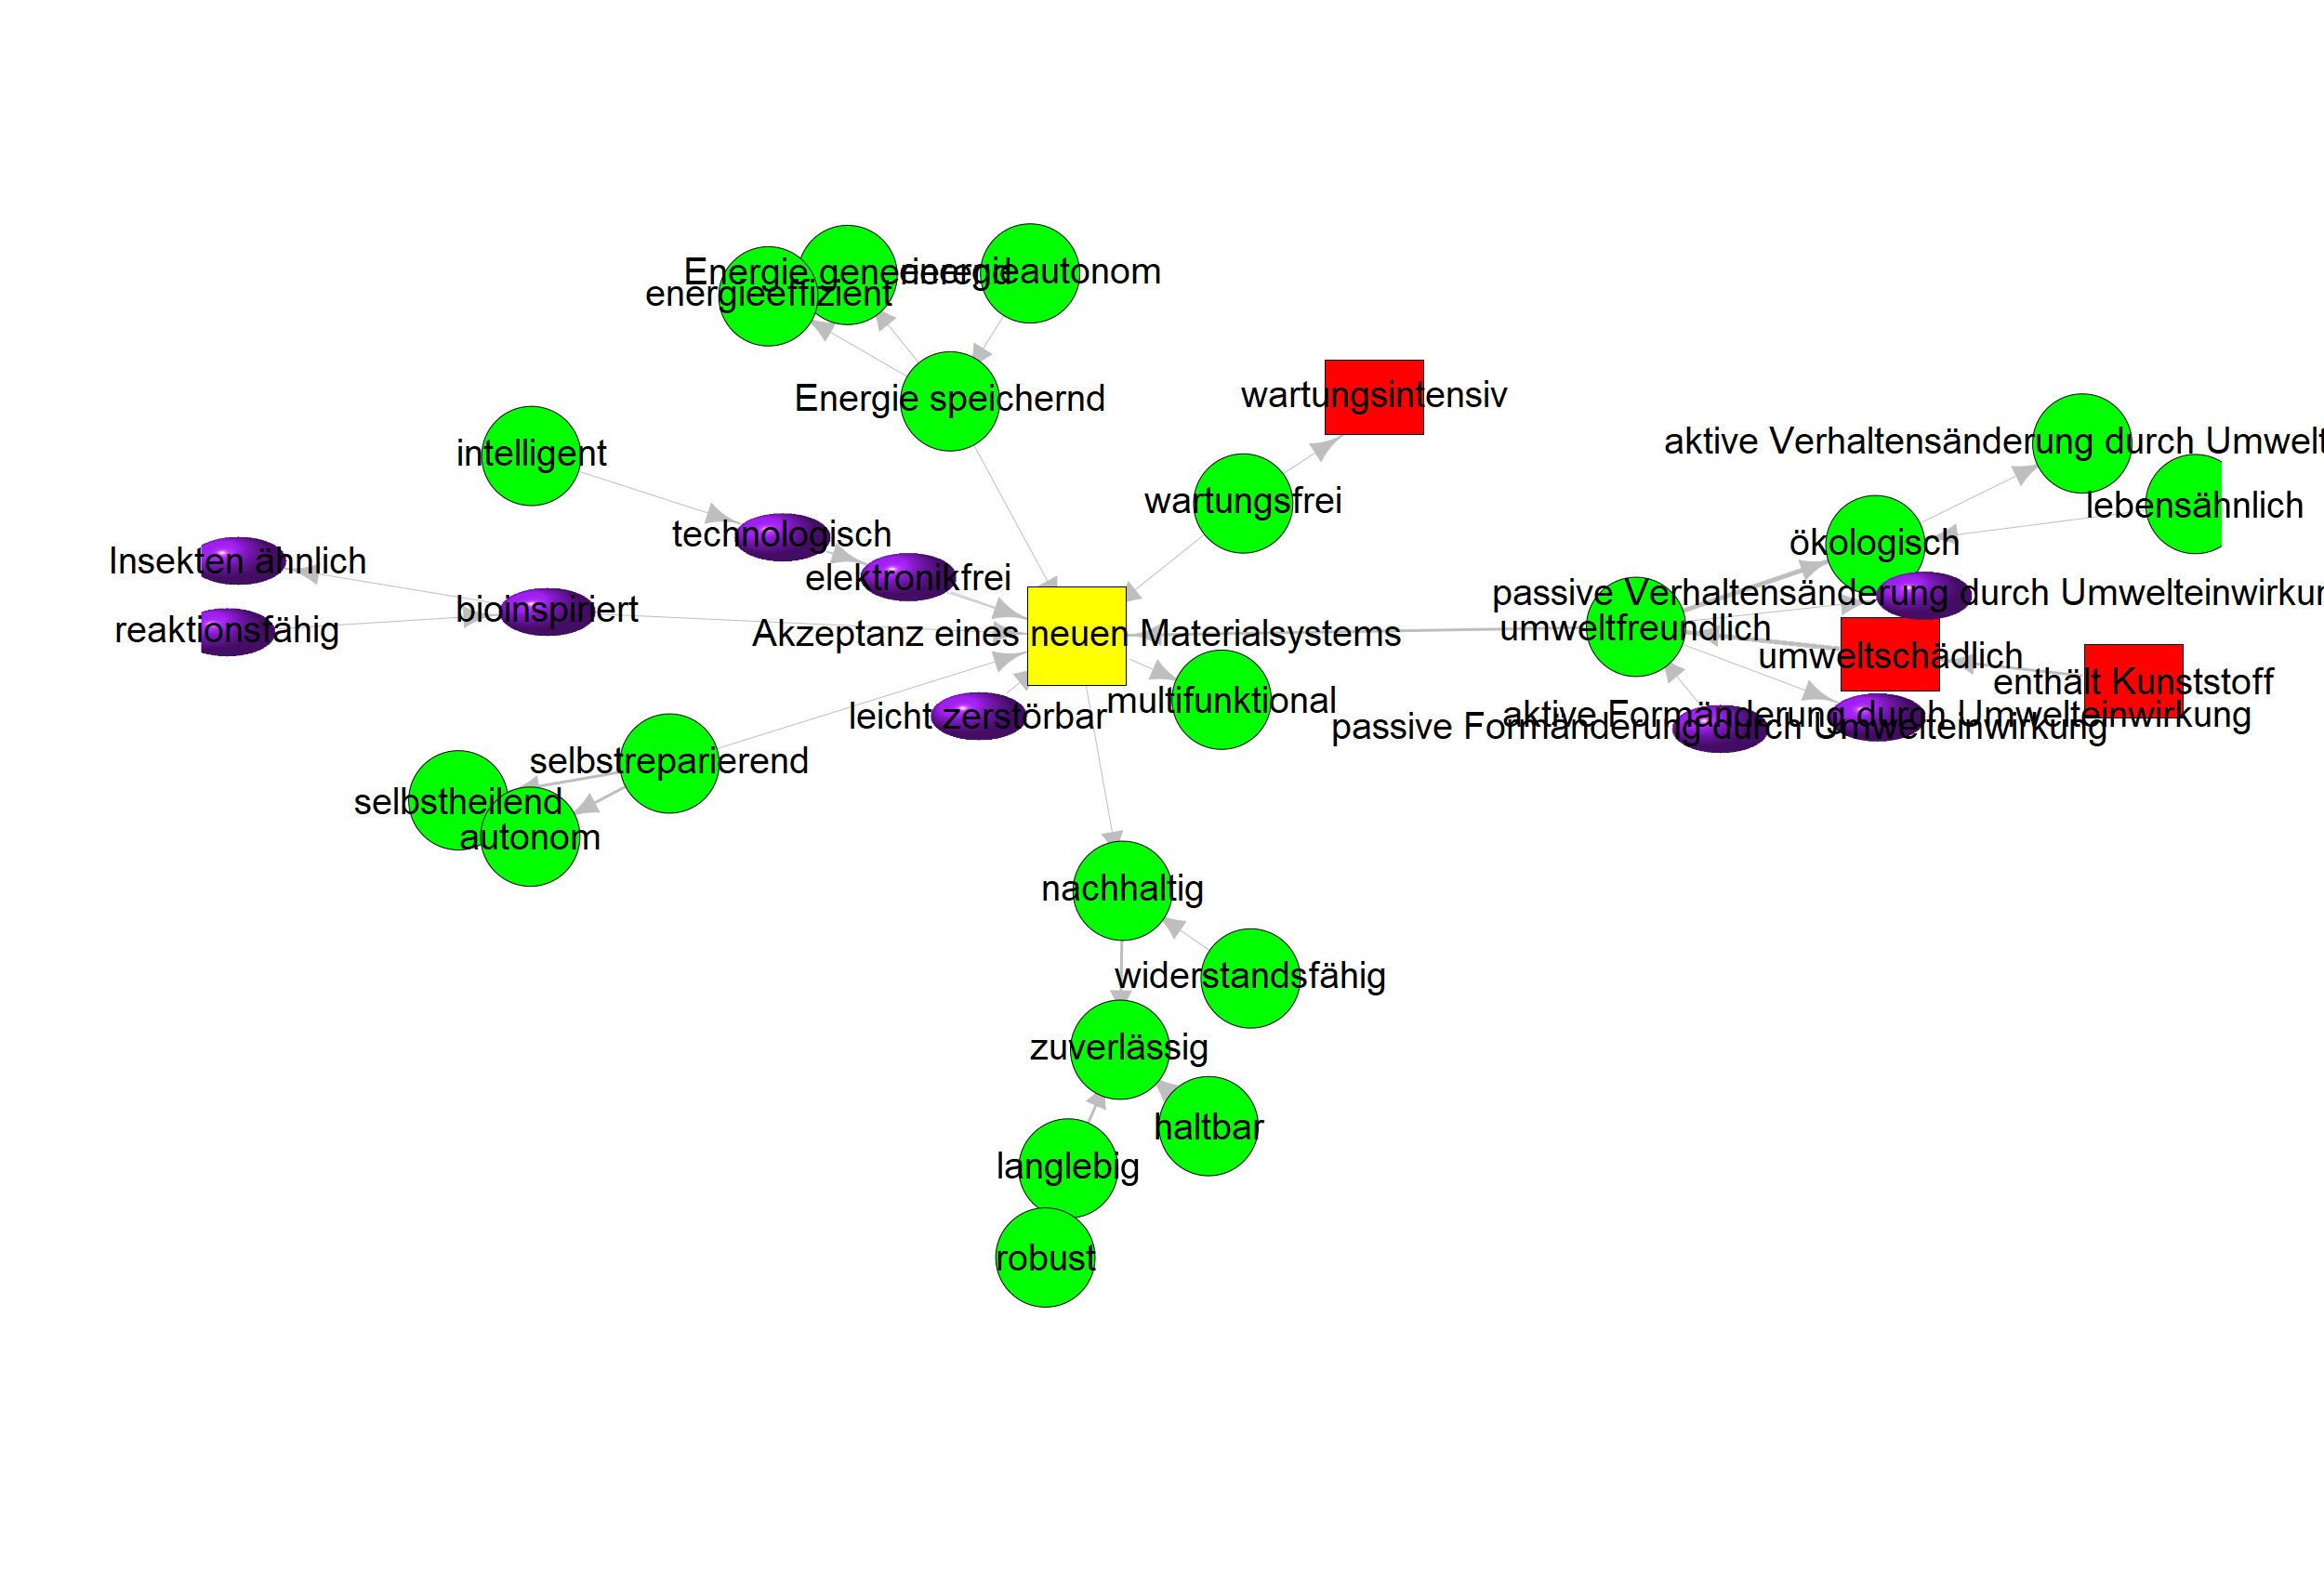 Energie generierend
energieautonom
energieeffizient
Energie speichernd
wartungsintensiv
intelligent
aktive Verhaltensänderung durch Umwelt
wartungsfrei
lebensähnlich
technologisch
ökologisch
Insekten ähnlich
elektronikfrei
passive Verhaltensänderung durch Umwelteinwirkun
bioinspiriert
reaktionsfähig
Akzeptanz eines neuen Materialsystems
umweltfreundlich
umweltschädlich
enthält Kunststoff
multifunktional
leicht zerstörbar
aktive Formänderung durch Umwelteinwirkung
passive Formänderung durch Umwelteinwirkung
selbstreparierend
selbstheilend
autonom
nachhaltig
widerstandsfähig
zuverlässig
haltbar
langlebig
robust